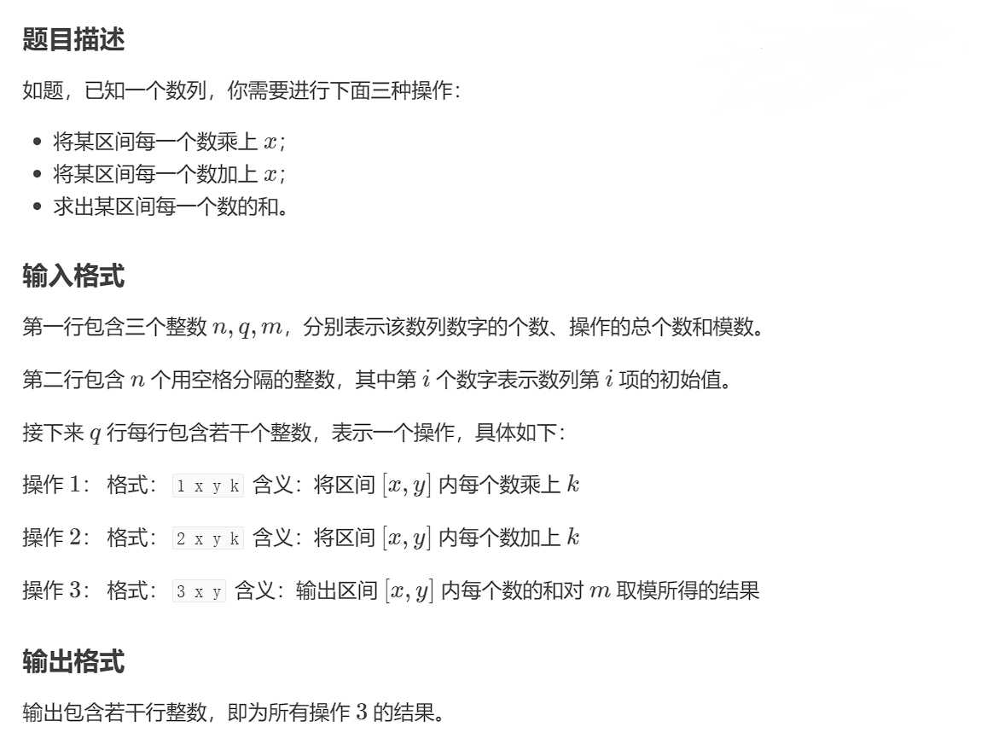 题目描述
如题，已知一个数列，你需要进行下面三种操作：
• 将某区间每一个数乘上 x；
• 将某区间每一个数加上 x；
• 求出某区间每一个数的和。
输入格式
第一行包含三个整数 n, q, m，分别表示该数列数字的个数、操作的总个数和模数。
第二行包含 n 个用空格分隔的整数，其中第 i 个数字表示数列第 i 项的初始值。
接下来 q 行每行包含若干个整数，表示一个操作，具体如下：
操作 1： 格式： 1 x y k 含义：将区间 [x, y] 内每个数乘上 k
操作 2： 格式： 2 x y k 含义：将区间 [x, y] 内每个数加上 k
操作 3： 格式： 3 x y 含义：输出区间 [x, y] 内每个数的和对 m 取模所得的结果
输出格式
输出包含若干行整数，即为所有操作 3 的结果。